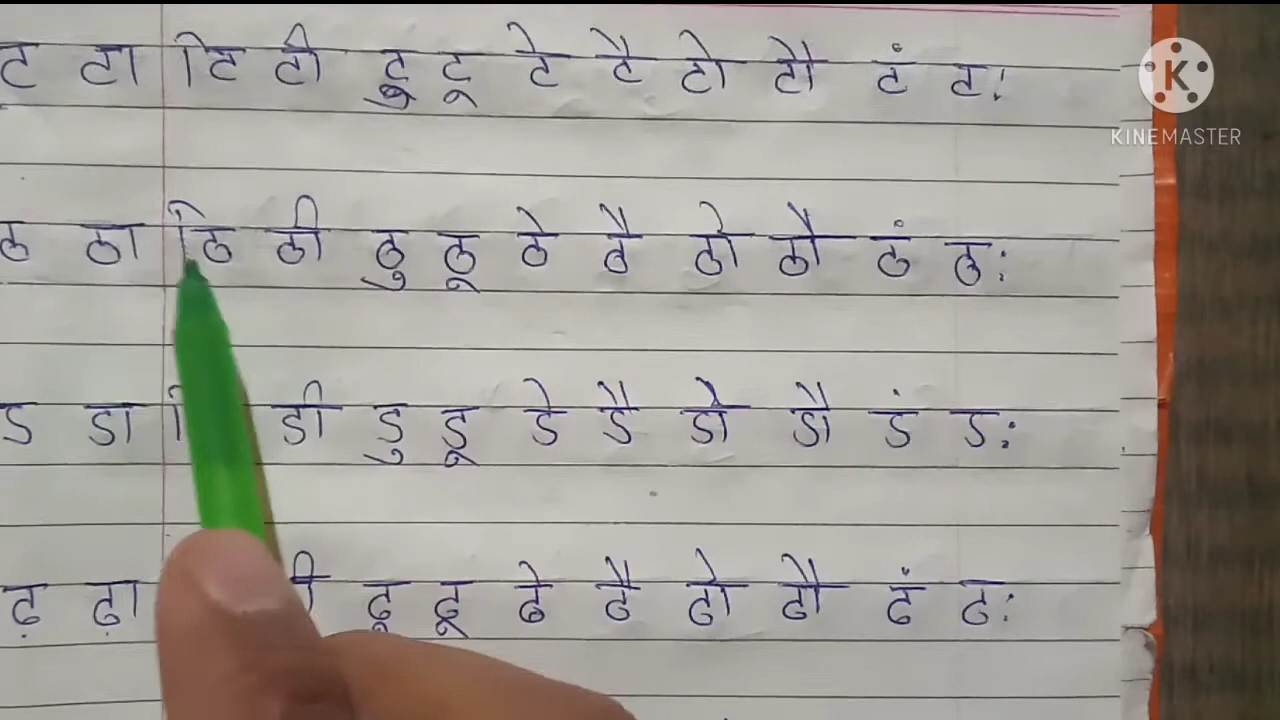 ट टा टि टी टु टू टे टै टो टौ टं टः
ठ ठा ठि ठी ठु ठू ठे ठै ठो ठौ ठं ठः
ड डा डी डु डू डे डै डो डौ डं डः
ढ़ ढ़ा ढु ढू ढे ढै ढो ढौ ढं ढः
KINEMASTER